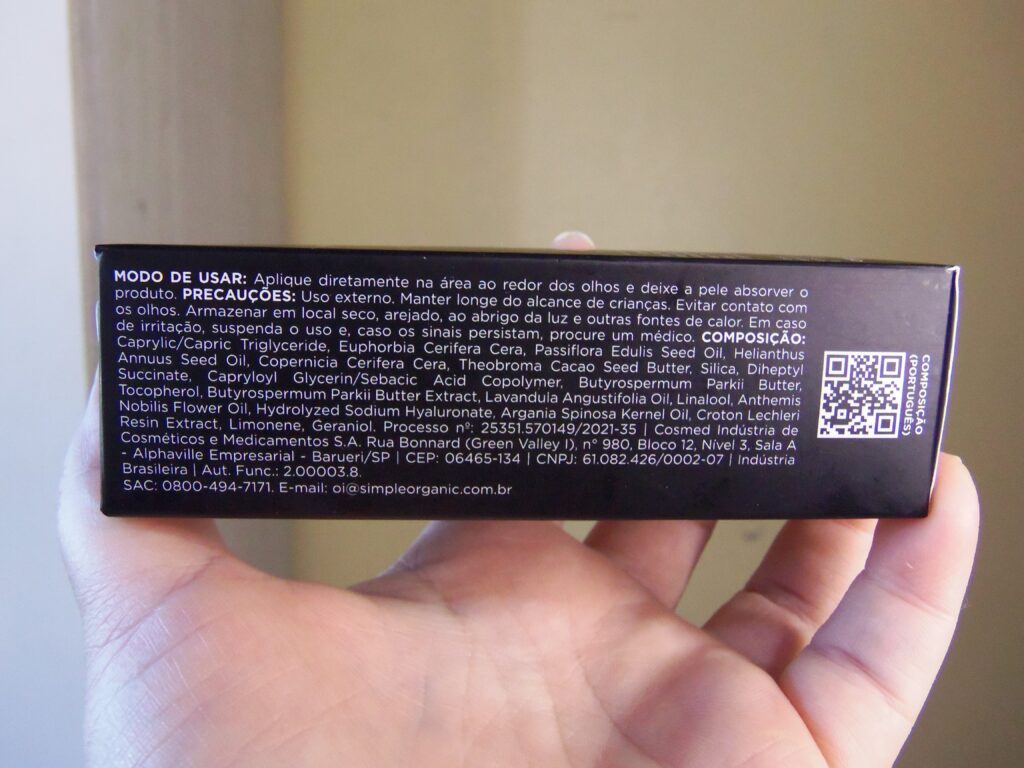 MODO DE USAR: Aplique diretamente na área ao redor dos olhos e deixe a pele absorver o
produto. PRECAUÇÕES: Uso externo. Manter longe do alcance de crianças. Evitar contato com
os olhos. Armazenar em local seco, arejado, ao abrigo da luz e outras fontes de calor. Em caso
de irritação, suspenda o uso e, caso os sinais persistam, procure um médico. COMPOSIÇÃO:
Caprylic/Capric Triglyceride, Euphorbia Cerifera Cera, Passiflora Edulis Seed Oil, Helianthus
Annuus Seed Oil, Copernicia Cerifera Cera, Theobroma Cacao Seed Butter, Silica, Diheptyl
Succinate, Capryloyl Glycerin/Sebacic Acid Copolymer, Butyrospermum Parkii Butter,
Tocopherol, Butyrospermum Parkii Butter Extract, Lavandula Angustifolia Oil, Linalool, Anthemis
Nobilis Flower Oil, Hydrolyzed Sodium Hyaluronate, Argania Spinosa Kernel Oil, Croton Lechleri
Resin Extract, Limonene, Geraniol. Processo nº: 25351.570149/2021-35 | Cosmed Indústria de
Cosméticos e Medicamentos S.A. Rua Bonnard (Green Valley I), n° 980, Bloco 12, Nível 3, Sala A
- Alphaville Empresarial - Barueri/SP | CEP: 06465-134 | CNPJ: 61.082.426/0002-07 | Indústria
Brasileira | Aut. Func.: 2.00003.8.
SAC: 0800-494-7171. E-mail: oi@simpleorganic.com.br
COMPOSIÇÃO
(PORTUGUÊS)